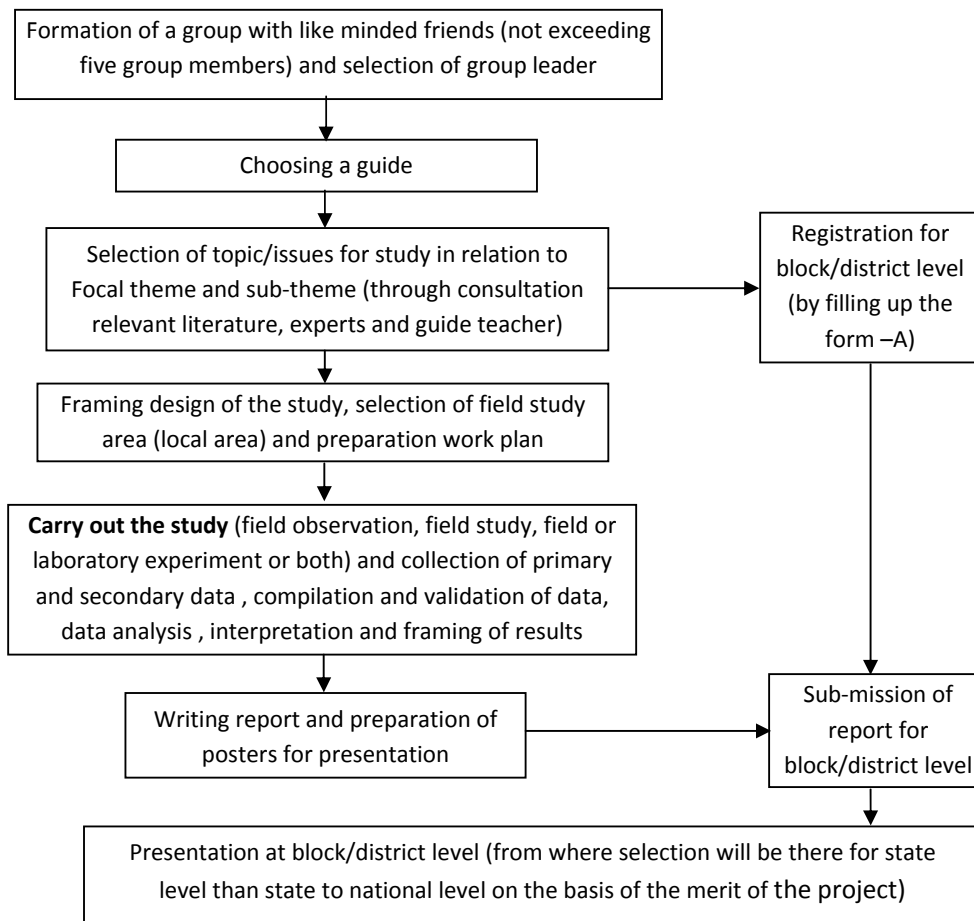 Formation of a group with like minded friends (not exceeding
five group members) and selection of group leader
Choosing a guide
Selection of topic/issues for study in relation to
Focal theme and sub-theme (through consultation
relevant literature, experts and guide teacher)
Registration for
block/district level
(by filling up the
form –A)
Framing design of the study, selection of field study
area (local area) and preparation work plan
Carry out the study (field observation, field study, field or
laboratory experiment or both) and collection of primary
and secondary data , compilation and validation of data,
data analysis , interpretation and framing of results
Writing report and preparation of
posters for presentation
Sub-mission of
report for
block/district level
Presentation at block/district level (from where selection will be there for state
level than state to national level on the basis of the merit of the project)